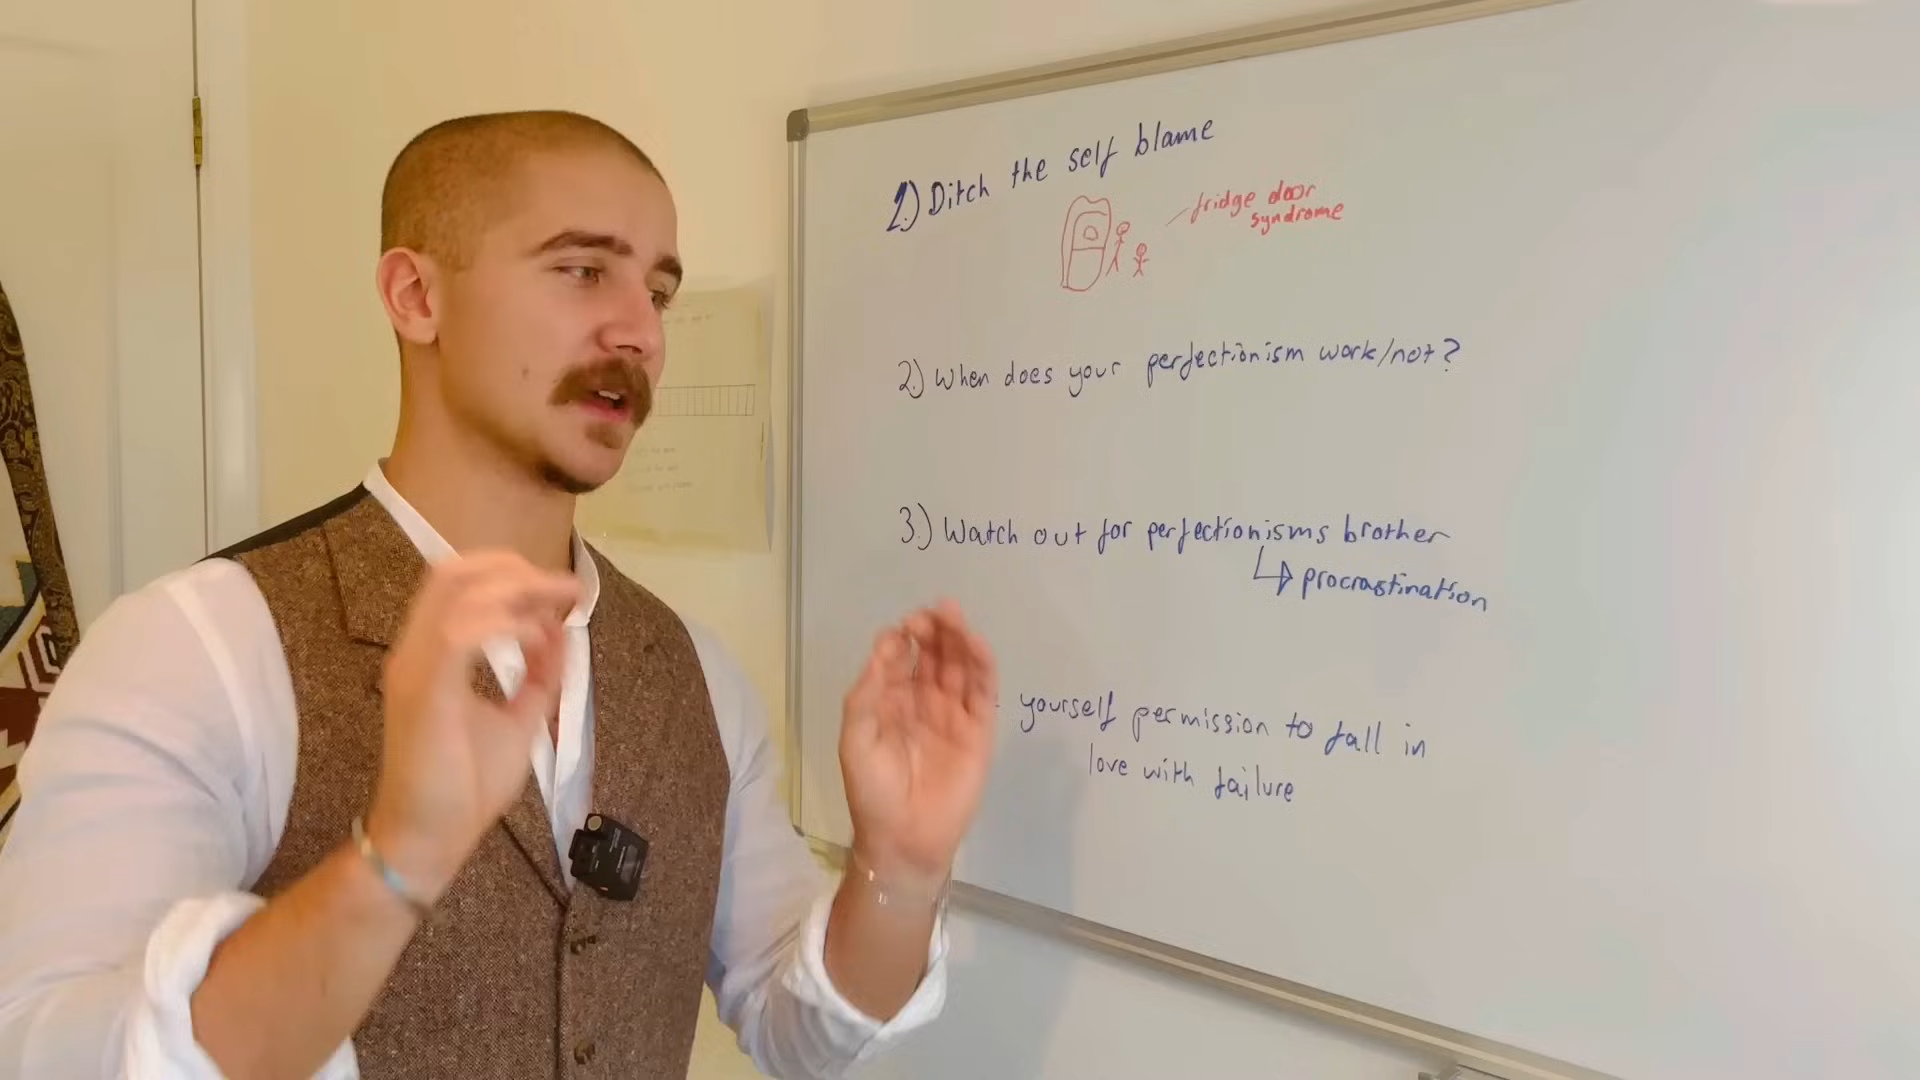 1.) Ditch the self blame
fridge door
syndrome
2.) When does your perfectionism work/not?
3.) Watch out for perfectionisms brother
procrastination
yourself permission to fall in
love with failure